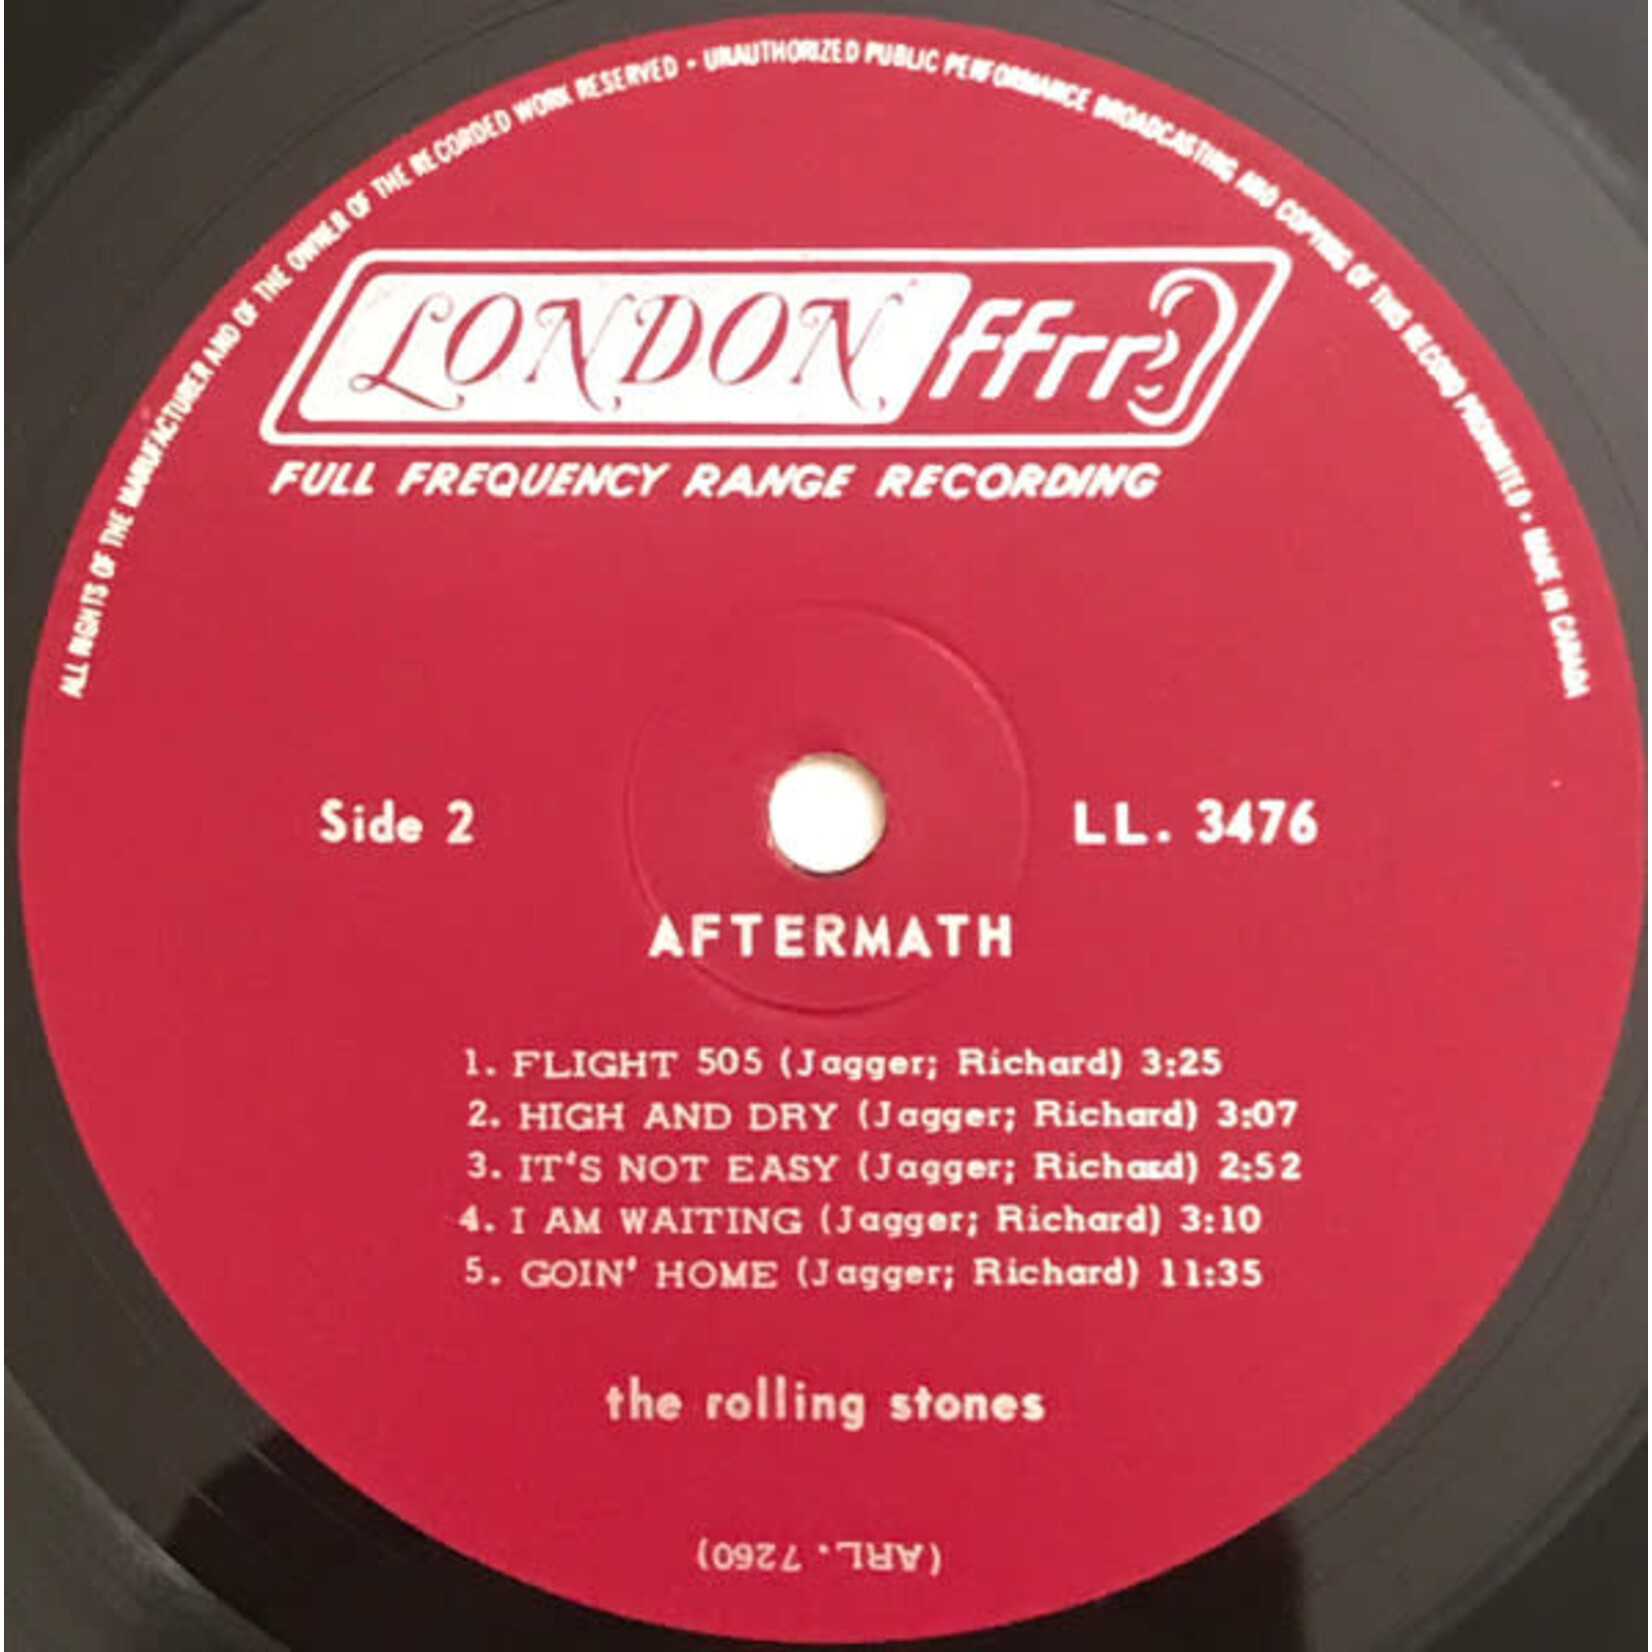 ALL RIGHTS OF THE MANUFACTURER AND OF THE OWNER OF THE RECORDED WORK RESERVED • UNAUTHORIZED PUBLIC PERFORMANCE BROADCASTING AND COPYING OF THIS RECORD PROHIBITED • MADE IN CANADA
LONDON ffrr
FULL FREQUENCY RANGE RECORDING
Side 2 LL. 3476
AFTERMATH
1. FLIGHT 505 (Jagger; Richard) 3:25
2. HIGH AND DRY (Jagger; Richard) 3:07
3. IT'S NOT EASY (Jagger; Richard) 2:52
4. I AM WAITING (Jagger; Richard) 3:10
5. GOIN' HOME (Jagger; Richard) 11:35
the rolling stones
(ARL. 7260)